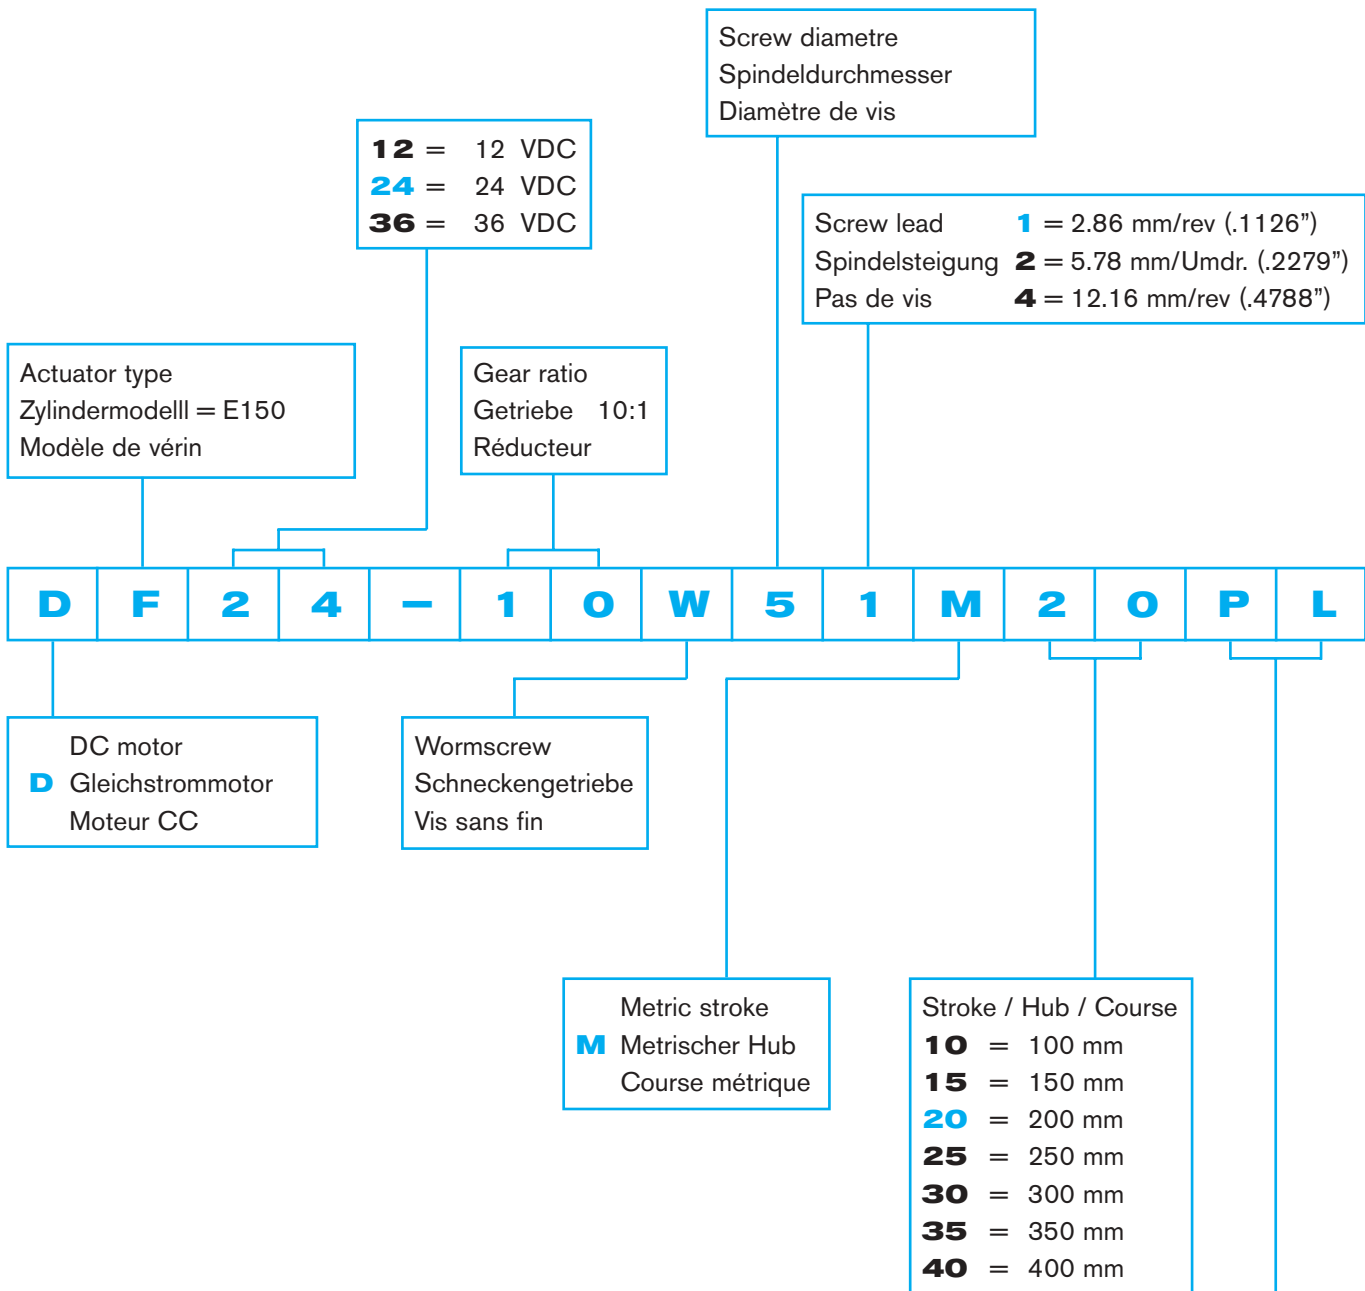 Screw diametre
Spindeldurchmesser
Diamètre de vis
12 = 12 VDC
24 = 24 VDC
36 = 36 VDC
Screw lead 1 = 2.86 mm/rev (.1126”)
Spindelsteigung 2 = 5.78 mm/Umdr. (.2279”)
Pas de vis 4 = 12.16 mm/rev (.4788”)
Actuator type
Zylindermodelll = E150
Modèle de vérin
Gear ratio
Getriebe 10:1
Réducteur
D F 2 4 – 1 0 W 5 1 M 2 0 P L
DC motor
D Gleichstrommotor
Moteur CC
Wormscrew
Schneckengetriebe
Vis sans fin
Metric stroke
M Metrischer Hub
Course métrique
Stroke / Hub / Course
10 = 100 mm
15 = 150 mm
20 = 200 mm
25 = 250 mm
30 = 300 mm
35 = 350 mm
40 = 400 mm